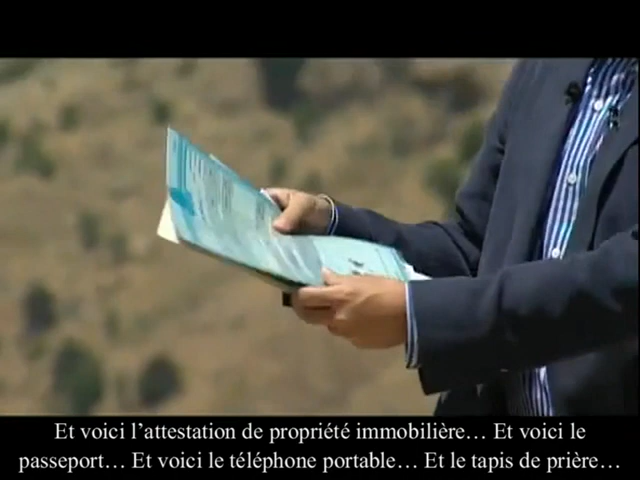 Et voici l’attestation de propriété immobilière… Et voici le
passeport… Et voici le téléphone portable… Et le tapis de prière…